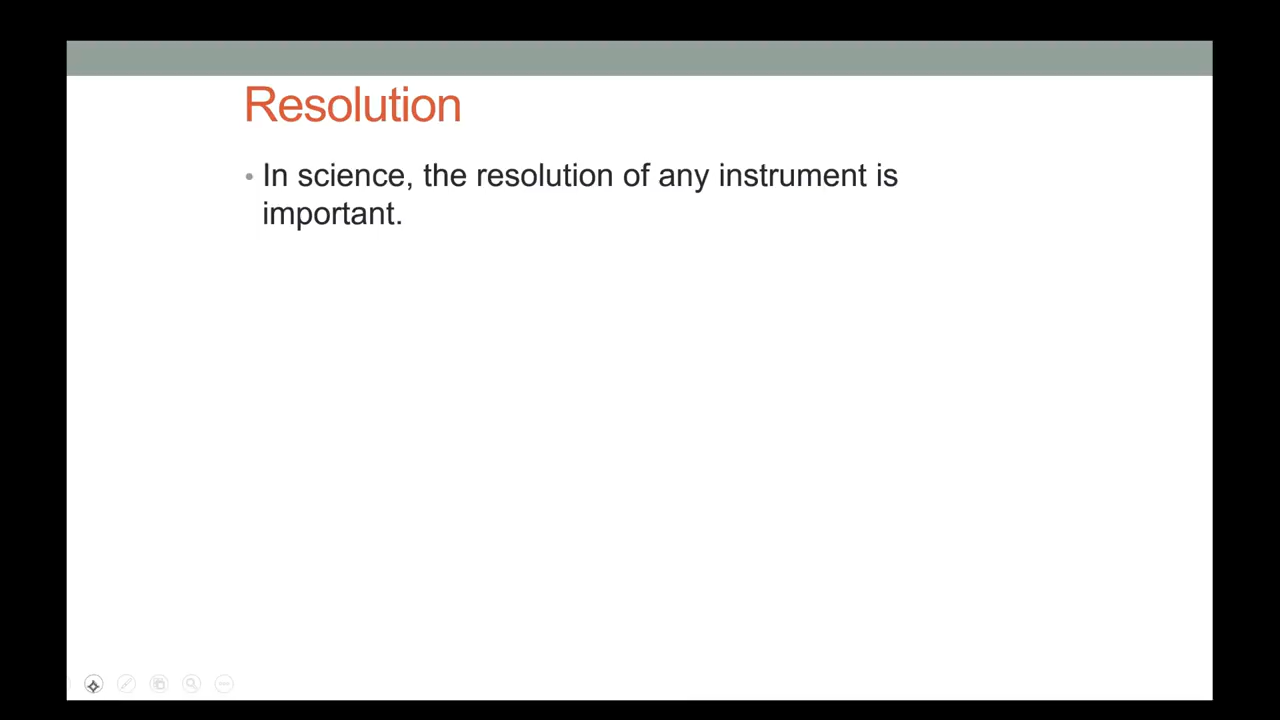 Resolution
• In science, the resolution of any instrument is
important.